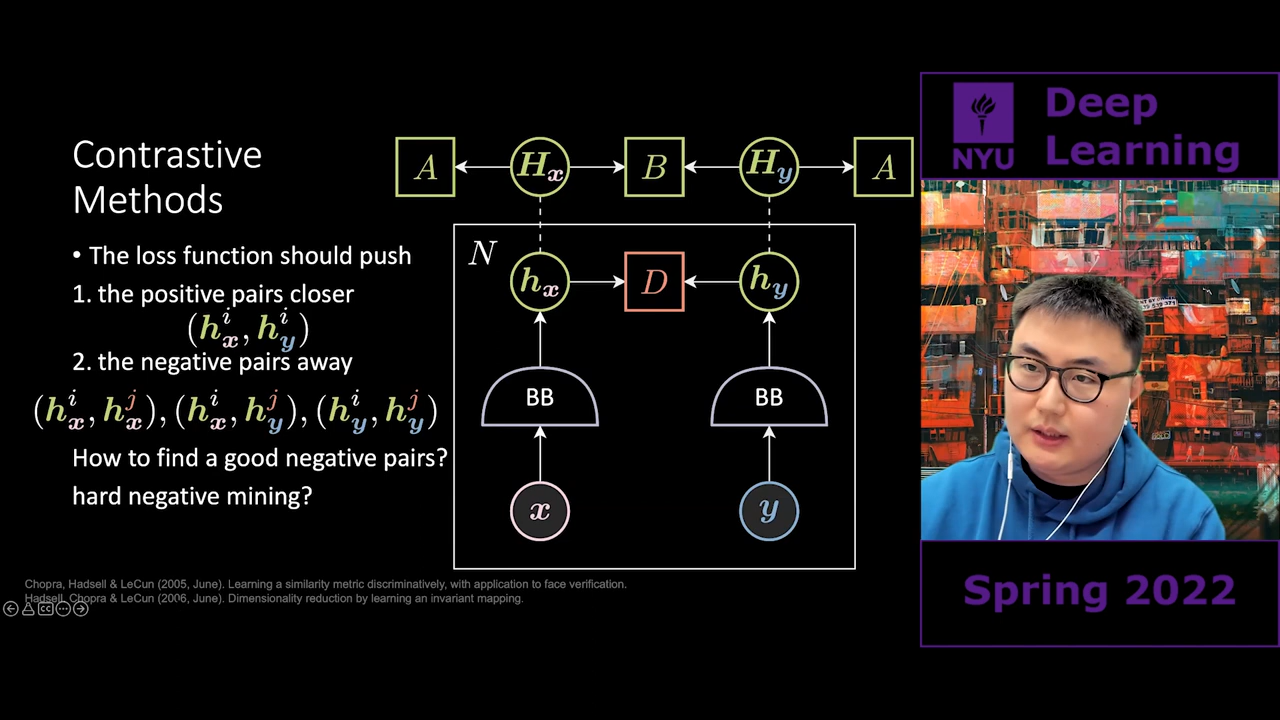 Contrastive
Methods
• The loss function should push
1. the positive pairs closer
(h_x^i, h_y^i)
2. the negative pairs away
(h_x^i, h_x^j), (h_x^i, h_y^j), (h_y^i, h_y^j)
How to find a good negative pairs?
hard negative mining?
A H_x B H_y A
N
h_x D h_y
BB BB
x y
Chopra, Hadsell & LeCun (2005, June). Learning a similarity metric discriminatively, with application to face verification.
Hadsell, Chopra & LeCun (2006, June). Dimensionality reduction by learning an invariant mapping.
CC
NYU
Deep
Learning
Spring 2022